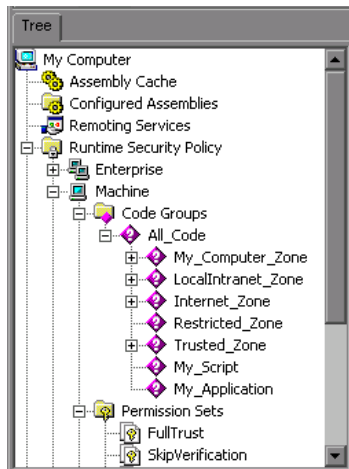 Tree
My Computer
Assembly Cache
Configured Assemblies
Remoting Services
Runtime Security Policy
Enterprise
Machine
Code Groups
All_Code
My_Computer_Zone
LocalIntranet_Zone
Internet_Zone
Restricted_Zone
Trusted_Zone
My_Script
My_Application
Permission Sets
FullTrust
SkipVerification